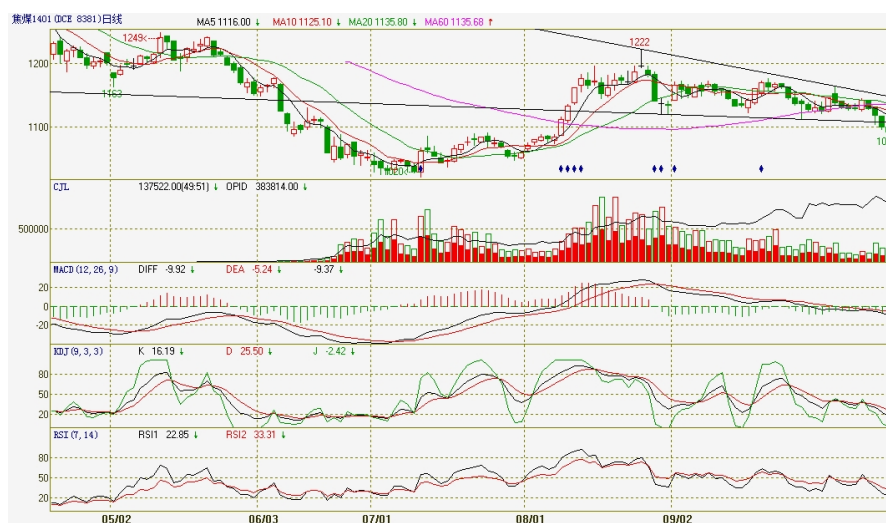 焦煤1401(DCE 8381)日线 MA5 1116.00 ↓ MA10 1125.10 ↓ MA20 1135.80 ↓ MA60 1135.68 ↑
1249
1222
1200
1163
1100
1020
10
CJL 137522.00(49.51) ↓ OPID 383814.00 ↓
500000
MACD(12,26,9) DIFF -9.92 ↓ DEA -5.24 ↓ -9.37 ↓
20
0
-20
KDJ(9,3,3) K 16.19 ↓ D 25.50 ↓ J -2.42 ↓
80
50
20
RSI(7,14) RSI1 22.85 ↓ RSI2 33.31 ↓
80
50
20
05/02 06/03 07/01 08/01 09/02